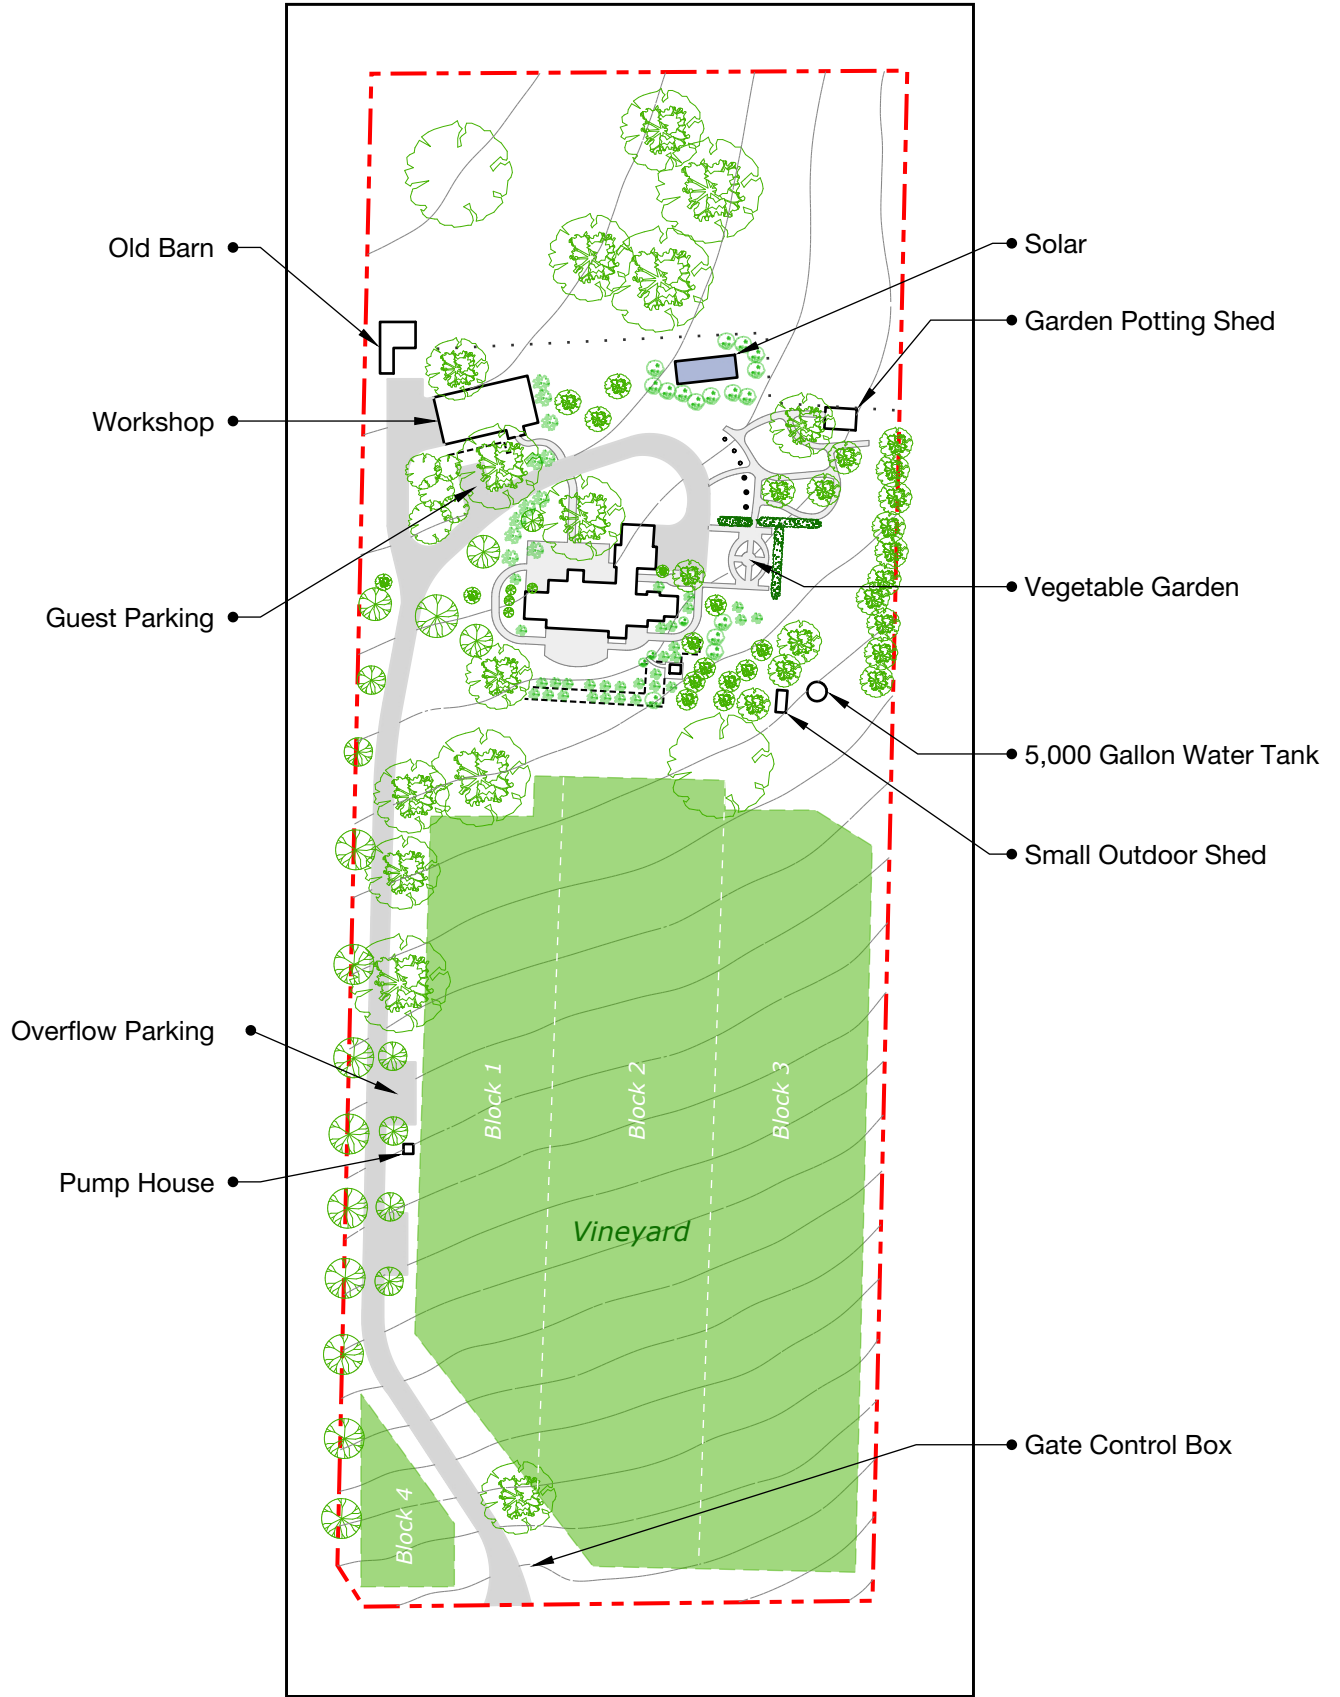 Old Barn
Solar
Garden Potting Shed
Workshop
Vegetable Garden
Guest Parking
5,000 Gallon Water Tank
Small Outdoor Shed
Overflow Parking
Block 1
Block 2
Block 3
Pump House
Vineyard
Gate Control Box
Block 4